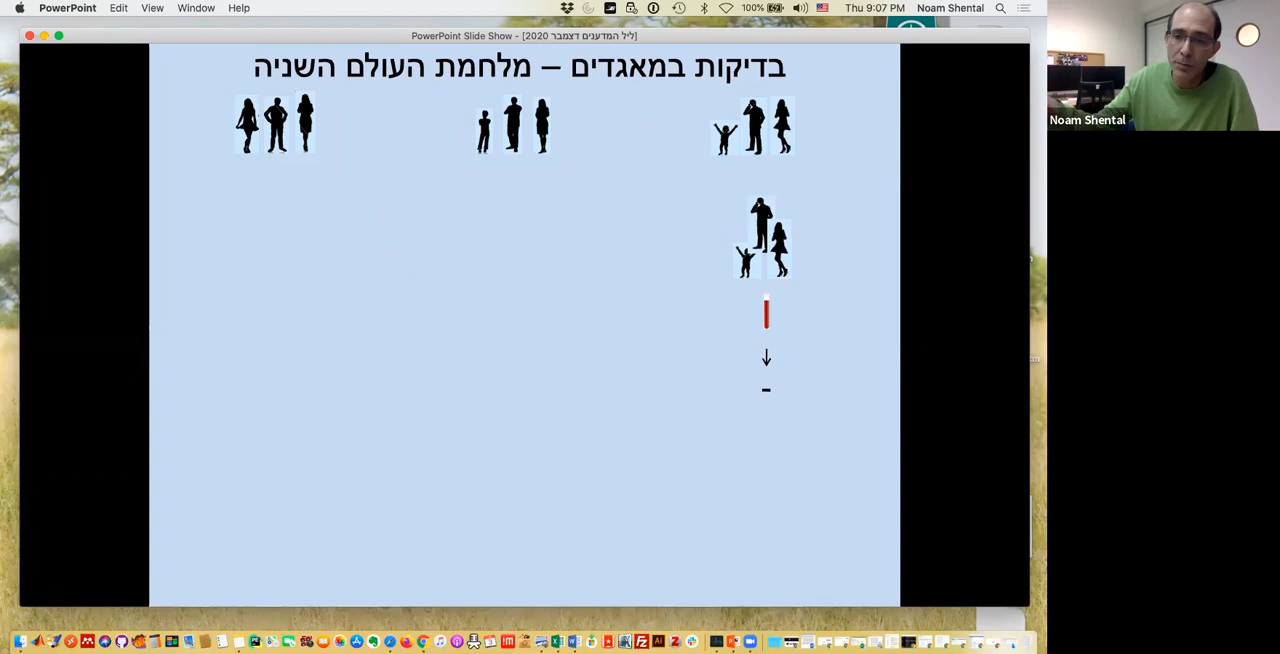 PowerPoint Edit View Window Help 100% Thu 9:07 PM Noam Shental
PowerPoint Slide Show - [ליל המדענים דצמבר 2020]
בדיקות במאגדים – מלחמת העולם השניה
-
Noam Shental